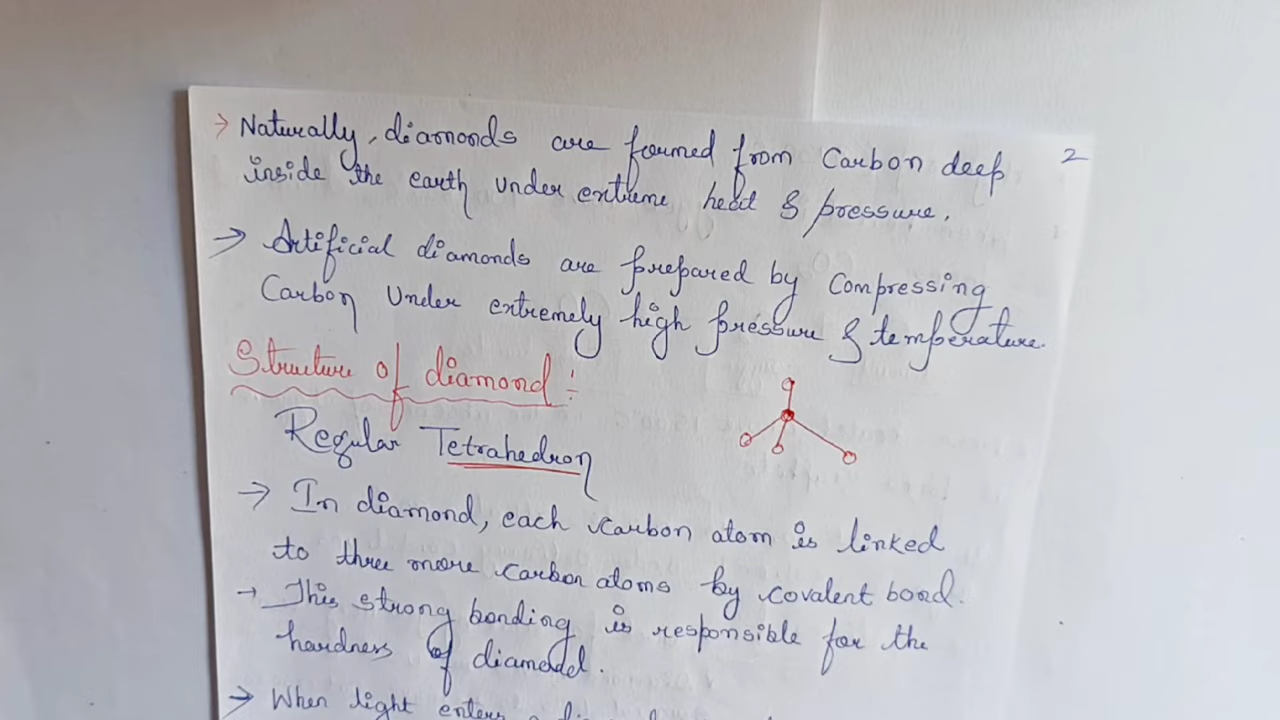 > Naturally, diamonds are formed from Carbon deep 2
inside the earth under extreme heat & pressure.
→ Artificial diamonds are prepared by Compressing
Carbon Under extremely high pressure & temperature.
Structure of diamond :
Regular Tetrahedron
→ In diamond, each carbon atom is linked
to three more carbon atoms by covalent bond.
→ This strong bonding is responsible for the
hardness of diamond.
→ When light enters a